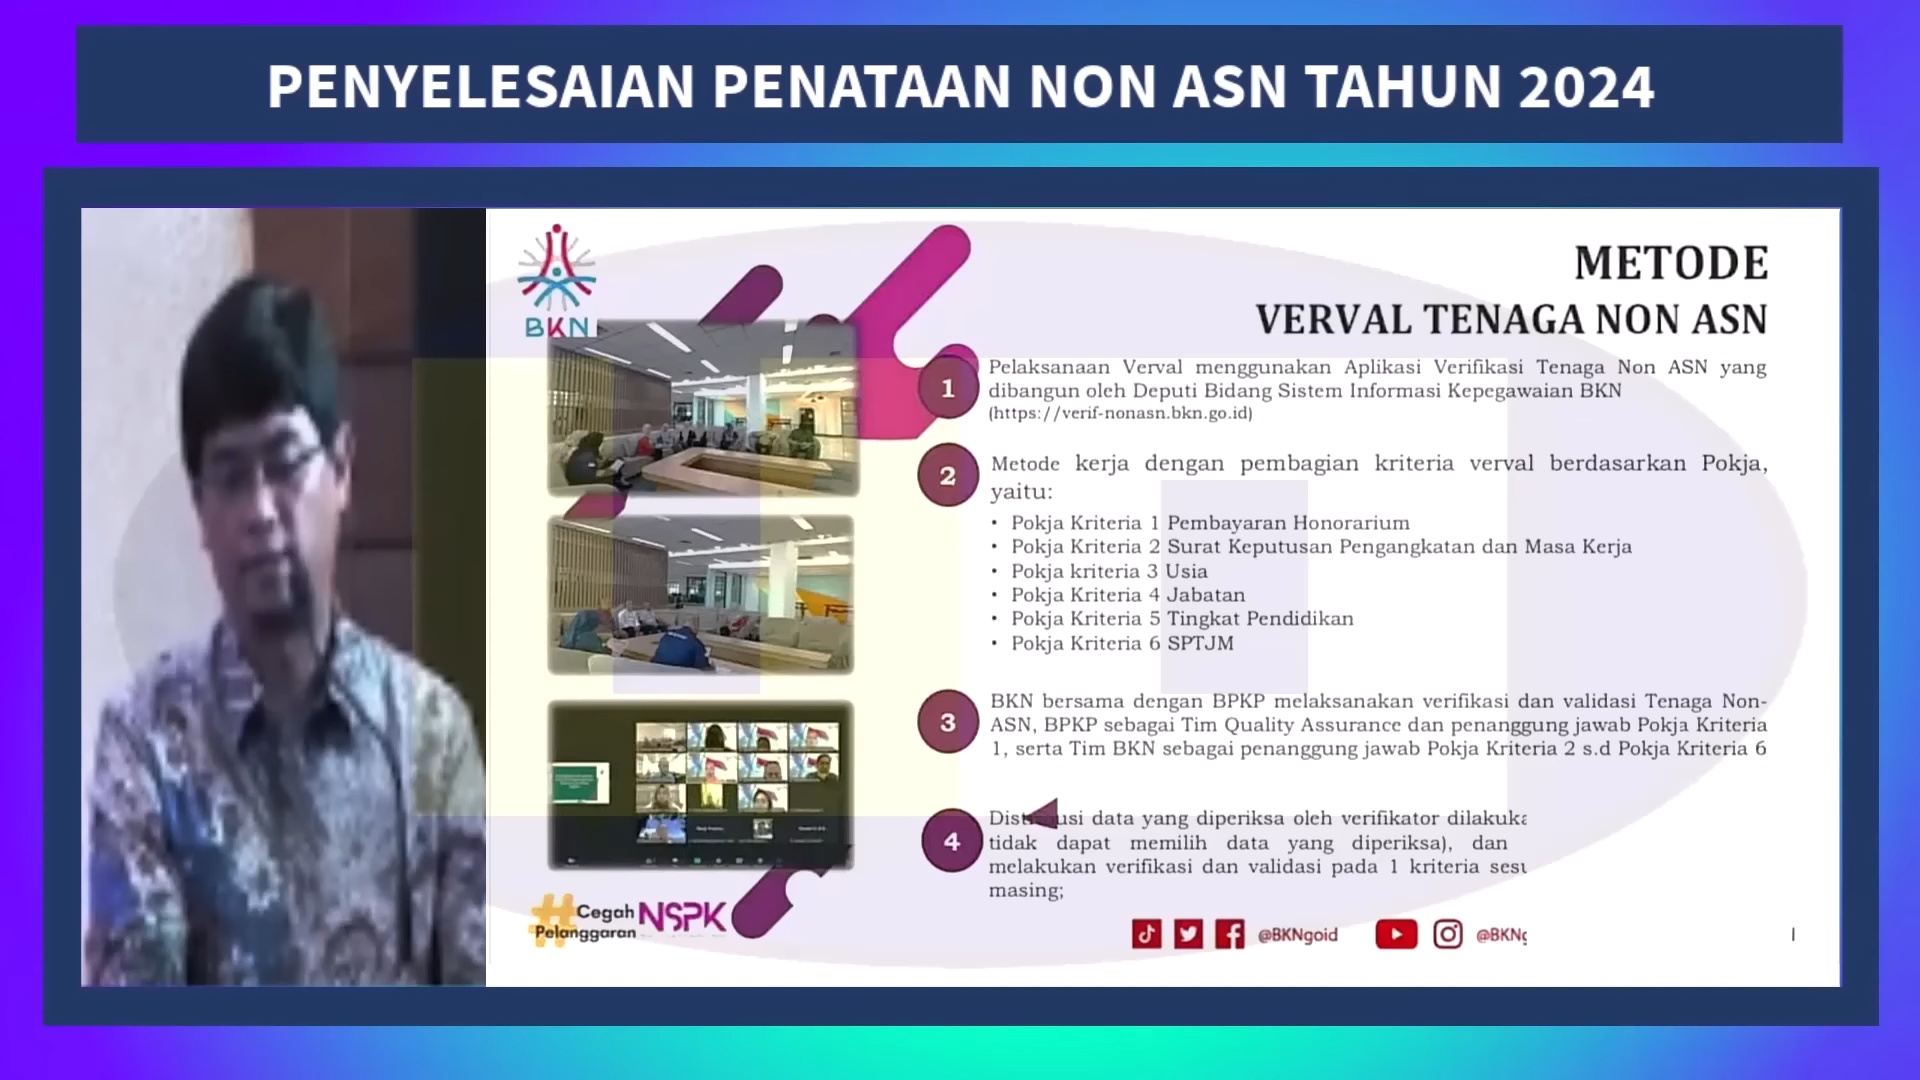 PENYELESAIAN PENATAAN NON ASN TAHUN 2024
BKN
METODE
VERVAL TENAGA NON ASN
1
Pelaksanaan Verval menggunakan Aplikasi Verifikasi Tenaga Non ASN yang
dibangun oleh Deputi Bidang Sistem Informasi Kepegawaian BKN
(https://verif-nonasn.bkn.go.id)
2
Metode kerja dengan pembagian kriteria verval berdasarkan Pokja,
yaitu:
• Pokja Kriteria 1 Pembayaran Honorarium
• Pokja Kriteria 2 Surat Keputusan Pengangkatan dan Masa Kerja
• Pokja kriteria 3 Usia
• Pokja Kriteria 4 Jabatan
• Pokja Kriteria 5 Tingkat Pendidikan
• Pokja Kriteria 6 SPTJM
3
BKN bersama dengan BPKP melaksanakan verifikasi dan validasi Tenaga Non-
ASN, BPKP sebagai Tim Quality Assurance dan penanggung jawab Pokja Kriteria
1, serta Tim BKN sebagai penanggung jawab Pokja Kriteria 2 s.d Pokja Kriteria 6
4
data yang diperiksa oleh verifikator
tidak dapat memilih data yang diperiksa), dan
melakukan verifikasi dan validasi pada 1 kriteria
masing;
#Cegah
Pelanggaran
NSPK
@BKNgoid